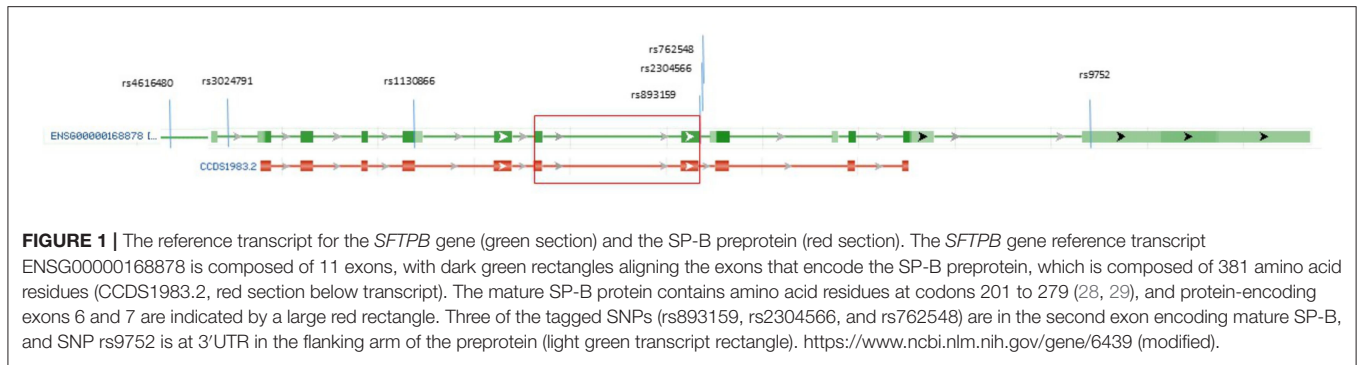 rs762548
rs4616480
rs3024791
rs1130866
rs2304566
rs9752
rs893159
ENSG00000168878 [...
CCDS1983.2
FIGURE 1 | The reference transcript for the SFTPB gene (green section) and the SP-B preprotein (red section). The SFTPB gene reference transcript
ENSG00000168878 is composed of 11 exons, with dark green rectangles aligning the exons that encode the SP-B preprotein, which is composed of 381 amino acid
residues (CCDS1983.2, red section below transcript). The mature SP-B protein contains amino acid residues at codons 201 to 279 (28, 29), and protein-encoding
exons 6 and 7 are indicated by a large red rectangle. Three of the tagged SNPs (rs893159, rs2304566, and rs762548) are in the second exon encoding mature SP-B,
and SNP rs9752 is at 3′UTR in the flanking arm of the preprotein (light green transcript rectangle). https://www.ncbi.nlm.nih.gov/gene/6439 (modified).